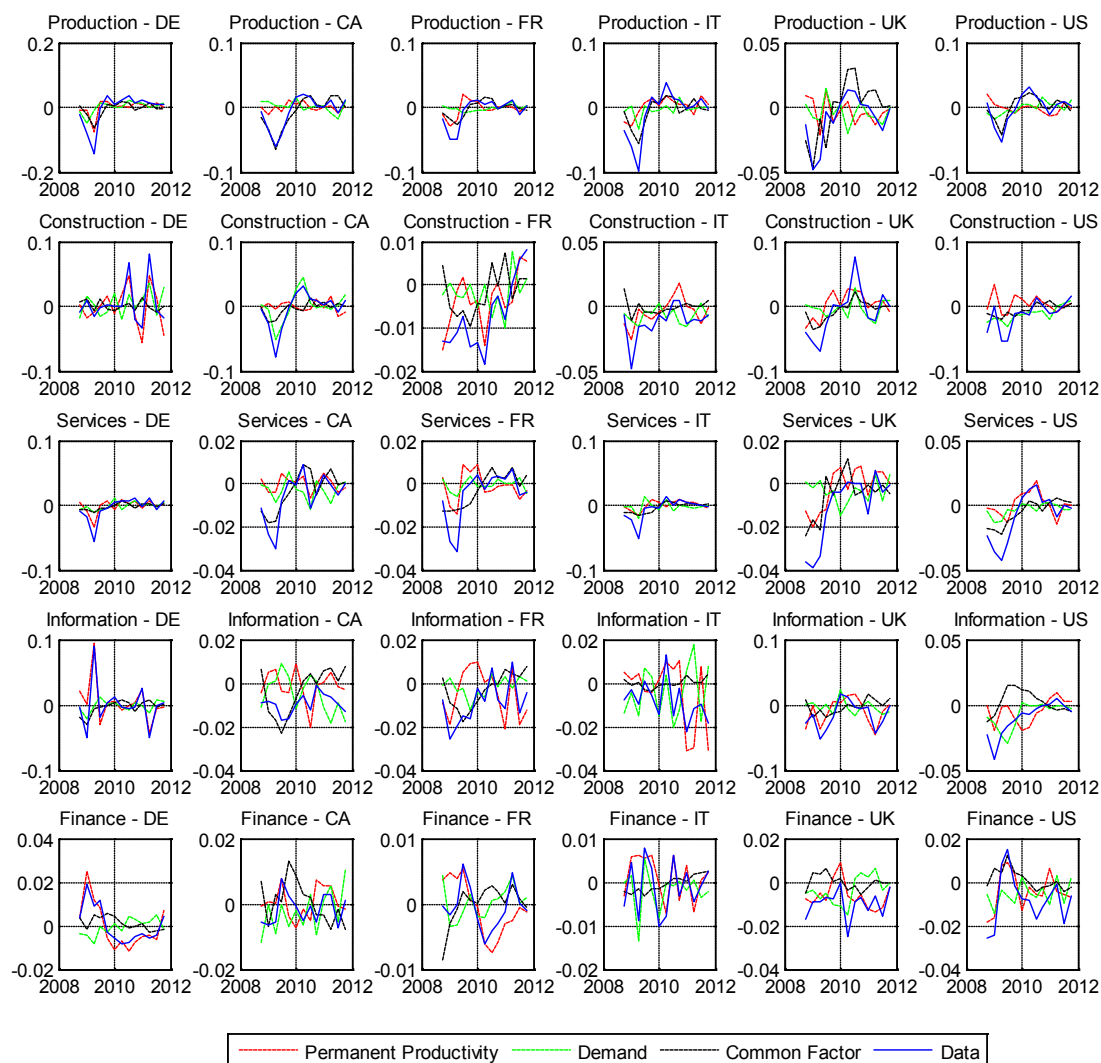 Production - DE Production - CA Production - FR Production - IT Production - UK Production - US
0.2 0.1 0.1 0.1 0.05 0.1
0 0 0 0 0 0
-0.2 -0.1 -0.1 -0.1 -0.05 -0.1
2008 2010 2012 2008 2010 2012 2008 2010 2012 2008 2010 2012 2008 2010 2012 2008 2010 2012
Construction - DE Construction - CA Construction - FR Construction - IT Construction - UK Construction - US
0.1 0.1 0.01 0.05 0.1 0.1
0
0 0 0 0 0
-0.01
-0.1 -0.1 -0.02 -0.05 -0.1 -0.1
2008 2010 2012 2008 2010 2012 2008 2010 2012 2008 2010 2012 2008 2010 2012 2008 2010 2012
Services - DE Services - CA Services - FR Services - IT Services - UK Services - US
0.1 0.02 0.02 0.1 0.02 0.05
0 0 0
0 0 0
-0.02 -0.02 -0.02
-0.1 -0.04 -0.04 -0.1 -0.04 -0.05
2008 2010 2012 2008 2010 2012 2008 2010 2012 2008 2010 2012 2008 2010 2012 2008 2010 2012
Information - DE Information - CA Information - FR Information - IT Information - UK Information - US
0.1 0.02 0.02 0.02 0.1 0.05
0 0 0
0 0 0
-0.02 -0.02 -0.02
-0.1 -0.04 -0.04 -0.04 -0.1 -0.05
2008 2010 2012 2008 2010 2012 2008 2010 2012 2008 2010 2012 2008 2010 2012 2008 2010 2012
Finance - DE Finance - CA Finance - FR Finance - IT Finance - UK Finance - US
0.04 0.02 0.01 0.01 0.02 0.02
0.02 0 0 0
0 0
0 -0.01 -0.02 -0.02
-0.02 0.02 -0.01 -0.02 -0.04 -0.04
2008 2010 2012 2008 2010 2012 2008 2010 2012 2008 2010 2012 2008 2010 2012 2008 2010 2012
Permanent Productivity Demand Common Factor Data